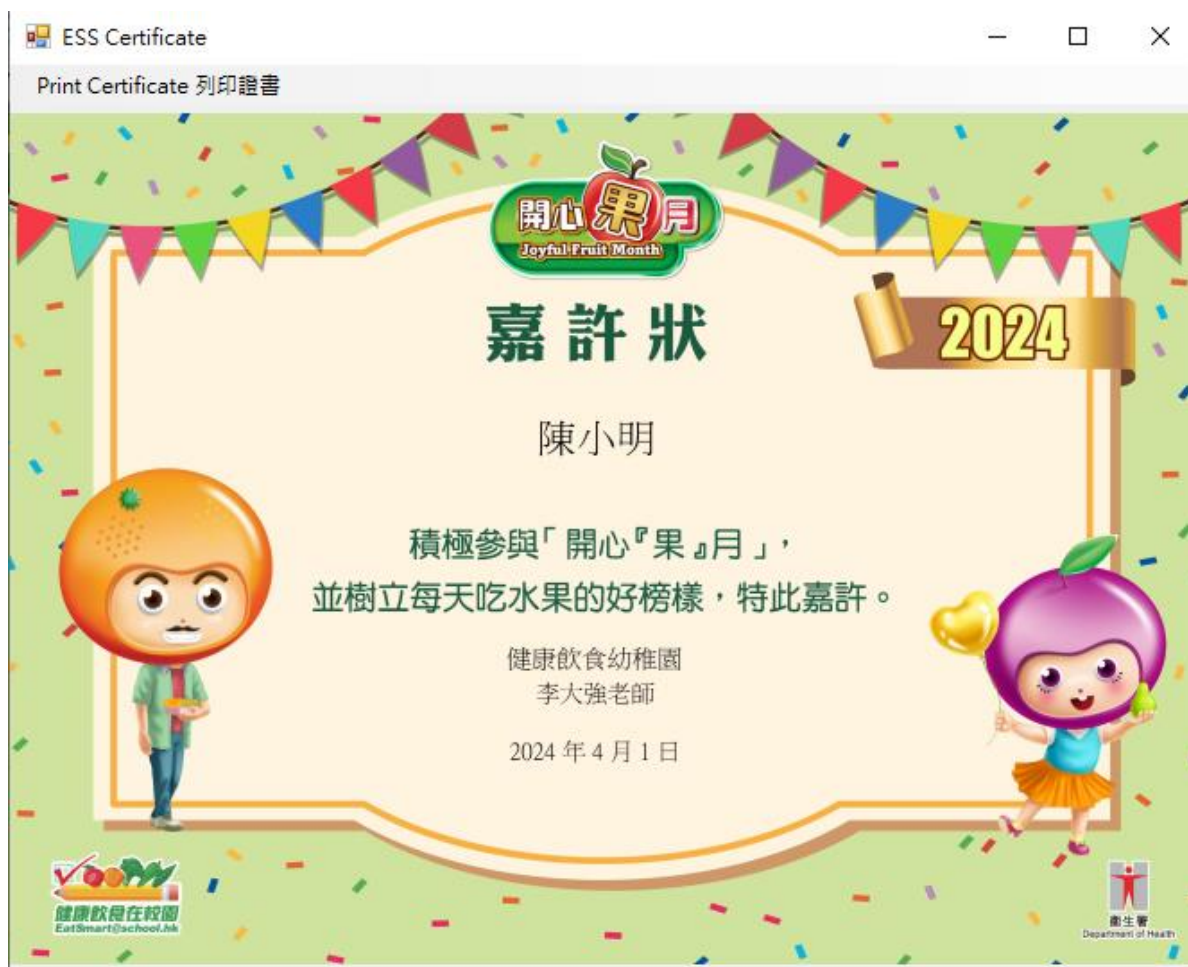 ESS Certificate
Print Certificate 列印證書
開心果月
Joyful Fruit Month
嘉許狀
2024
陳小明
積極參與「開心『果』月」，
並樹立每天吃水果的好榜樣，特此嘉許。
健康飲食幼稚園
李大強老師
2024 年 4 月 1 日
健康飲食在校園
EatSmart@school.hk
衞生署
Department of Health